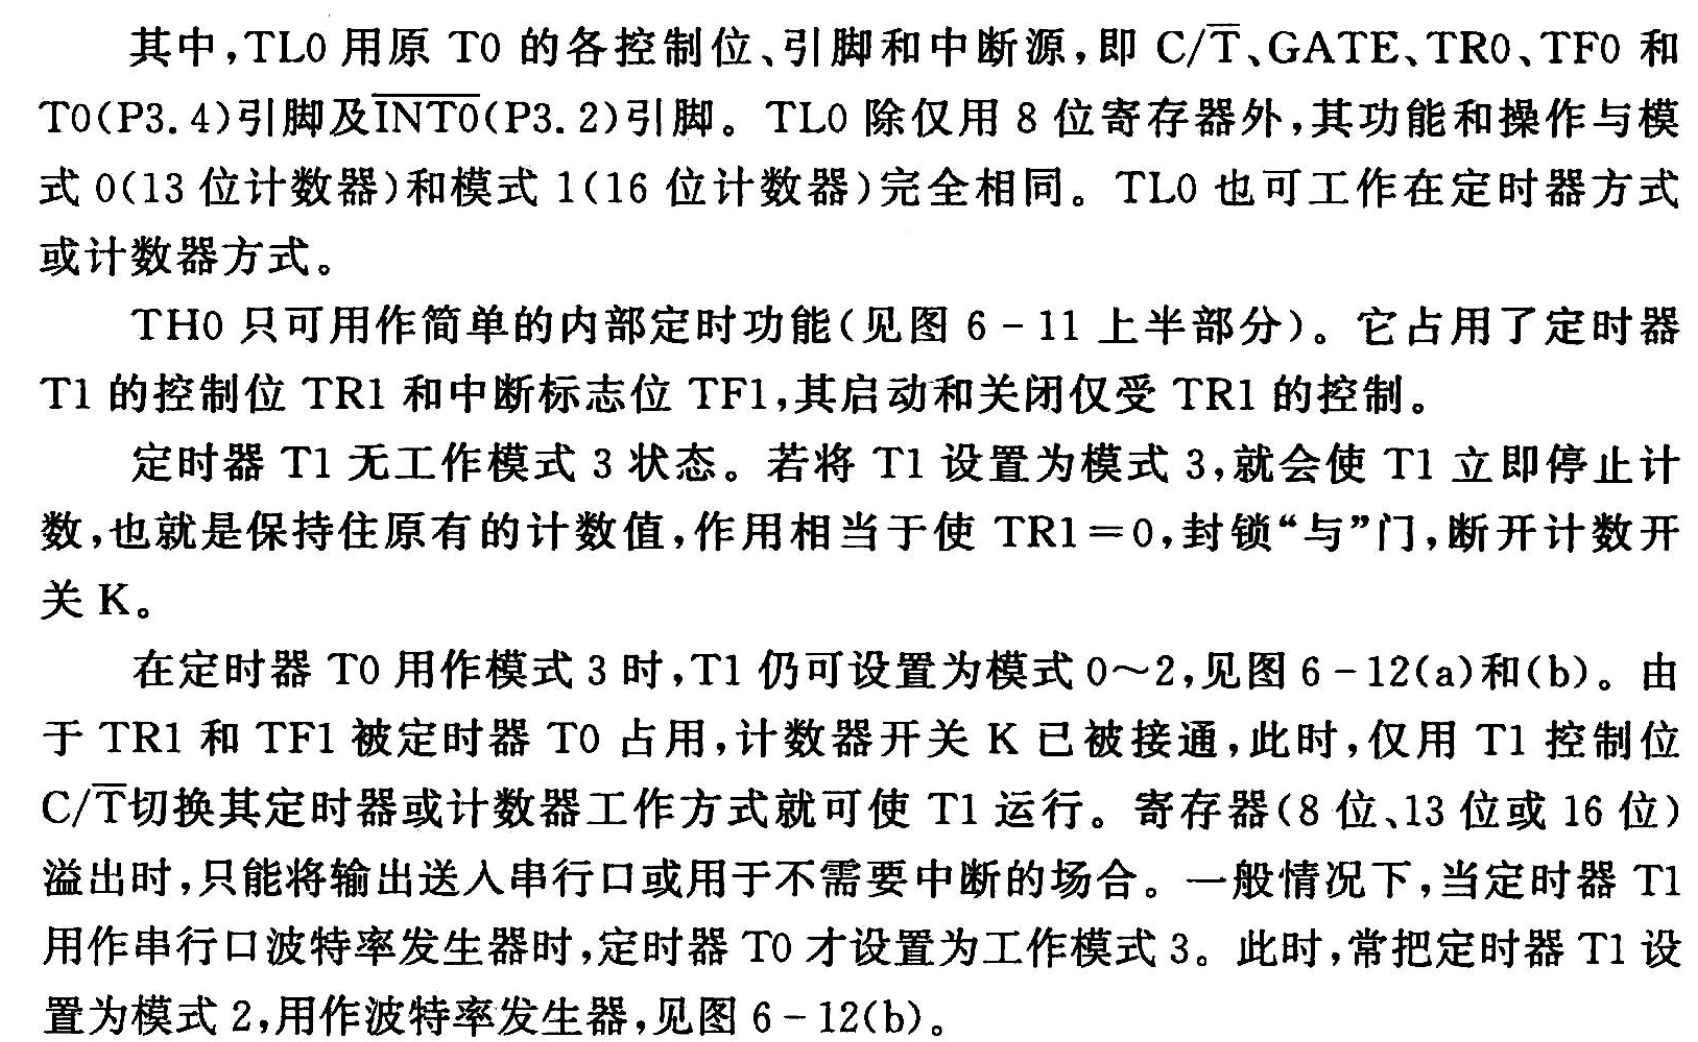 其中,TL0 用原 T0 的各控制位、引脚和中断源,即 C/T̅、GATE、TR0、TF0 和
T0(P3.4)引脚及I̅N̅T̅0̅(P3.2)引脚。TL0 除仅用 8 位寄存器外,其功能和操作与模
式 0(13 位计数器)和模式 1(16 位计数器)完全相同。TL0 也可工作在定时器方式
或计数器方式。
TH0 只可用作简单的内部定时功能(见图 6-11 上半部分)。它占用了定时器
T1 的控制位 TR1 和中断标志位 TF1,其启动和关闭仅受 TR1 的控制。
定时器 T1 无工作模式 3 状态。若将 T1 设置为模式 3,就会使 T1 立即停止计
数,也就是保持住原有的计数值,作用相当于使 TR1=0,封锁“与”门,断开计数开
关 K。
在定时器 T0 用作模式 3 时,T1 仍可设置为模式 0~2,见图 6-12(a)和(b)。由
于 TR1 和 TF1 被定时器 T0 占用,计数器开关 K 已被接通,此时,仅用 T1 控制位
C/T̅切换其定时器或计数器工作方式就可使 T1 运行。寄存器(8 位、13 位或 16 位)
溢出时,只能将输出送入串行口或用于不需要中断的场合。一般情况下,当定时器 T1
用作串行口波特率发生器时,定时器 T0 才设置为工作模式 3。此时,常把定时器 T1 设
置为模式 2,用作波特率发生器,见图 6-12(b)。